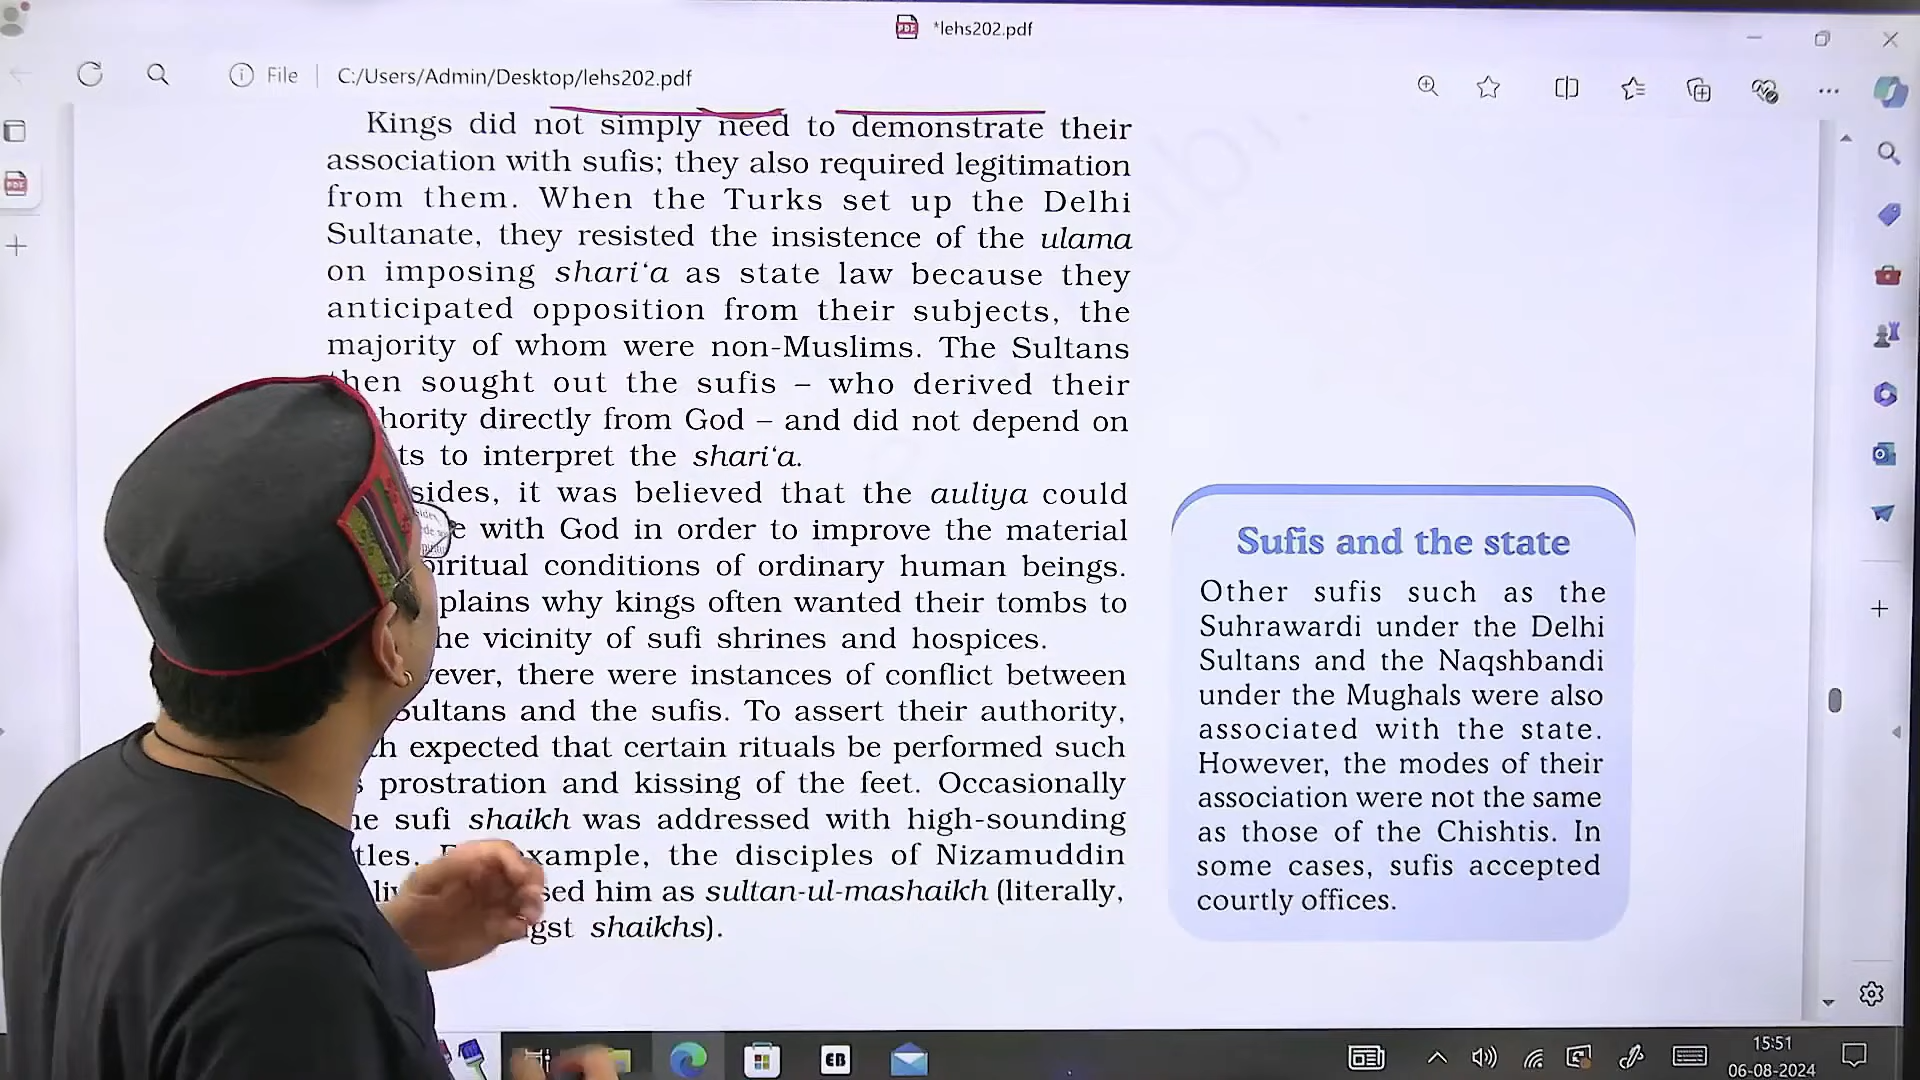 *lehs202.pdf
File
C:/Users/Admin/Desktop/lehs202.pdf
Kings did not simply need to demonstrate their
association with sufis; they also required legitimation
from them. When the Turks set up the Delhi
Sultanate, they resisted the insistence of the ulama
on imposing shari‘a as state law because they
anticipated opposition from their subjects, the
majority of whom were non-Muslims. The Sultans
then sought out the sufis – who derived their
hority directly from God – and did not depend on
ts to interpret the shari‘a.
sides, it was believed that the auliya could
e with God in order to improve the material
piritual conditions of ordinary human beings.
plains why kings often wanted their tombs to
he vicinity of sufi shrines and hospices.
vever, there were instances of conflict between
Sultans and the sufis. To assert their authority,
h expected that certain rituals be performed such
s prostration and kissing of the feet. Occasionally
he sufi shaikh was addressed with high-sounding
tles. xample, the disciples of Nizamuddin
sed him as sultan-ul-mashaikh (literally,
gst shaikhs).
Sufis and the state
Other sufis such as the
Suhrawardi under the Delhi
Sultans and the Naqshbandi
under the Mughals were also
associated with the state.
However, the modes of their
association were not the same
as those of the Chishtis. In
some cases, sufis accepted
courtly offices.
15:51
06-08-2024